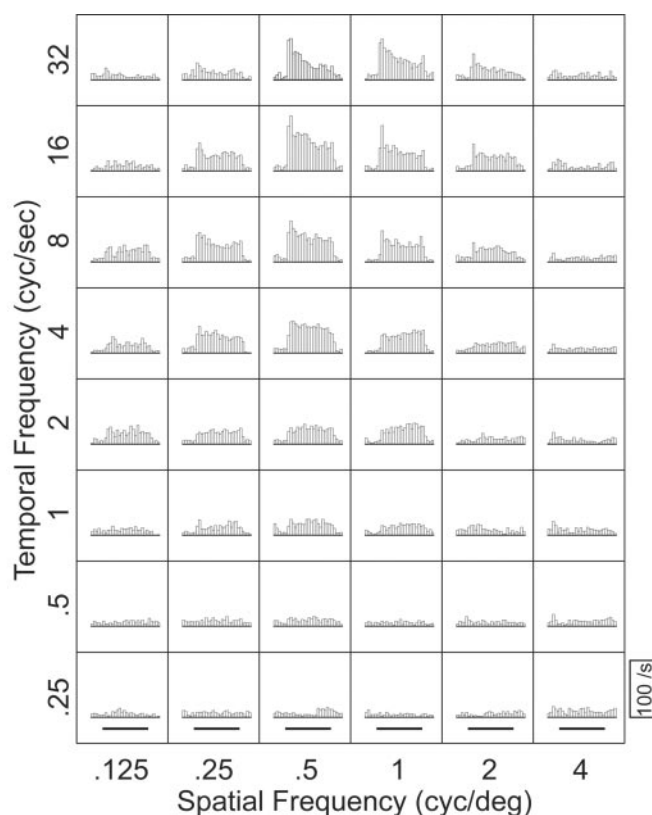 32
16
8
4
2
1
.5
.25
Temporal Frequency (cyc/sec)
100 /s
.125 .25 .5 1 2 4
Spatial Frequency (cyc/deg)